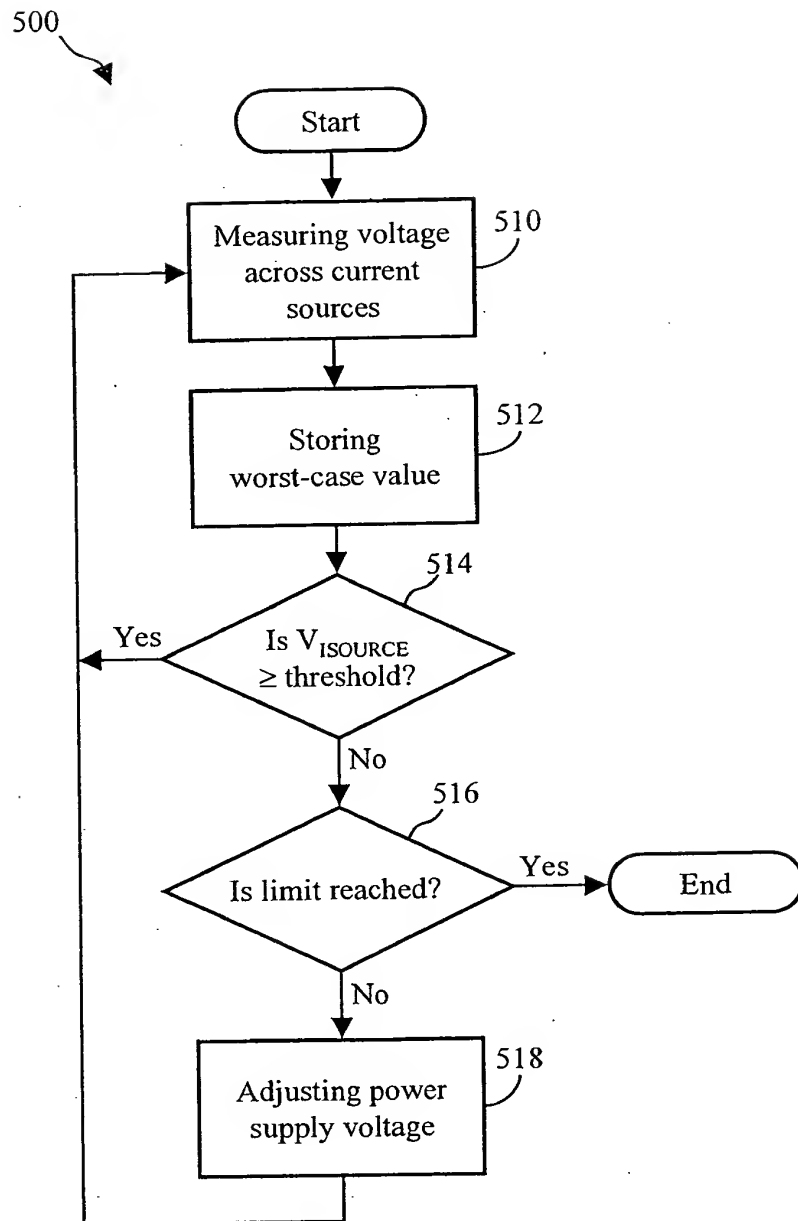 500
Start
Measuring voltage
across current
sources
510
Storing
worst-case value
512
514
Yes
Is VISOURCE
≥ threshold?
No
516
Is limit reached?
Yes
End
No
Adjusting power
supply voltage
518